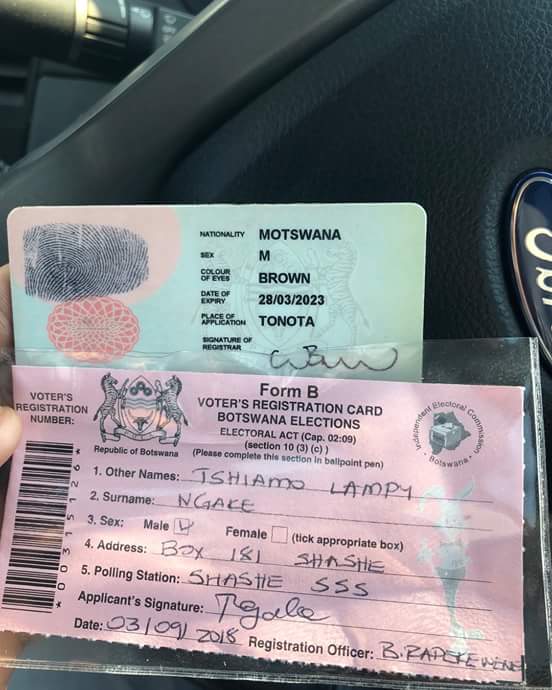 NATIONALITY MOTSWANA
SEX M
COLOUR OF EYES BROWN
DATE OF EXPIRY 28/03/2023
PLACE OF APPLICATION TONOTA
SIGNATURE OF REGISTRAR
VOTER'S REGISTRATION NUMBER:
Republic of Botswana
Form B
VOTER'S REGISTRATION CARD
BOTSWANA ELECTIONS
ELECTORAL ACT (Cap. 02:09)
(section 10 (3) (c) )
(Please complete this section in ballpoint pen)
Independent Electoral Commission
Botswana
1. Other Names: TSHIAMO LAMPY
2. Surname: NGAKE
3. Sex: Male Female (tick appropriate box)
4. Address: BOX 181 SHASHE
5. Polling Station: SHASHE SSS
Applicant's Signature:
Date: 03/09/2018 Registration Officer: B.